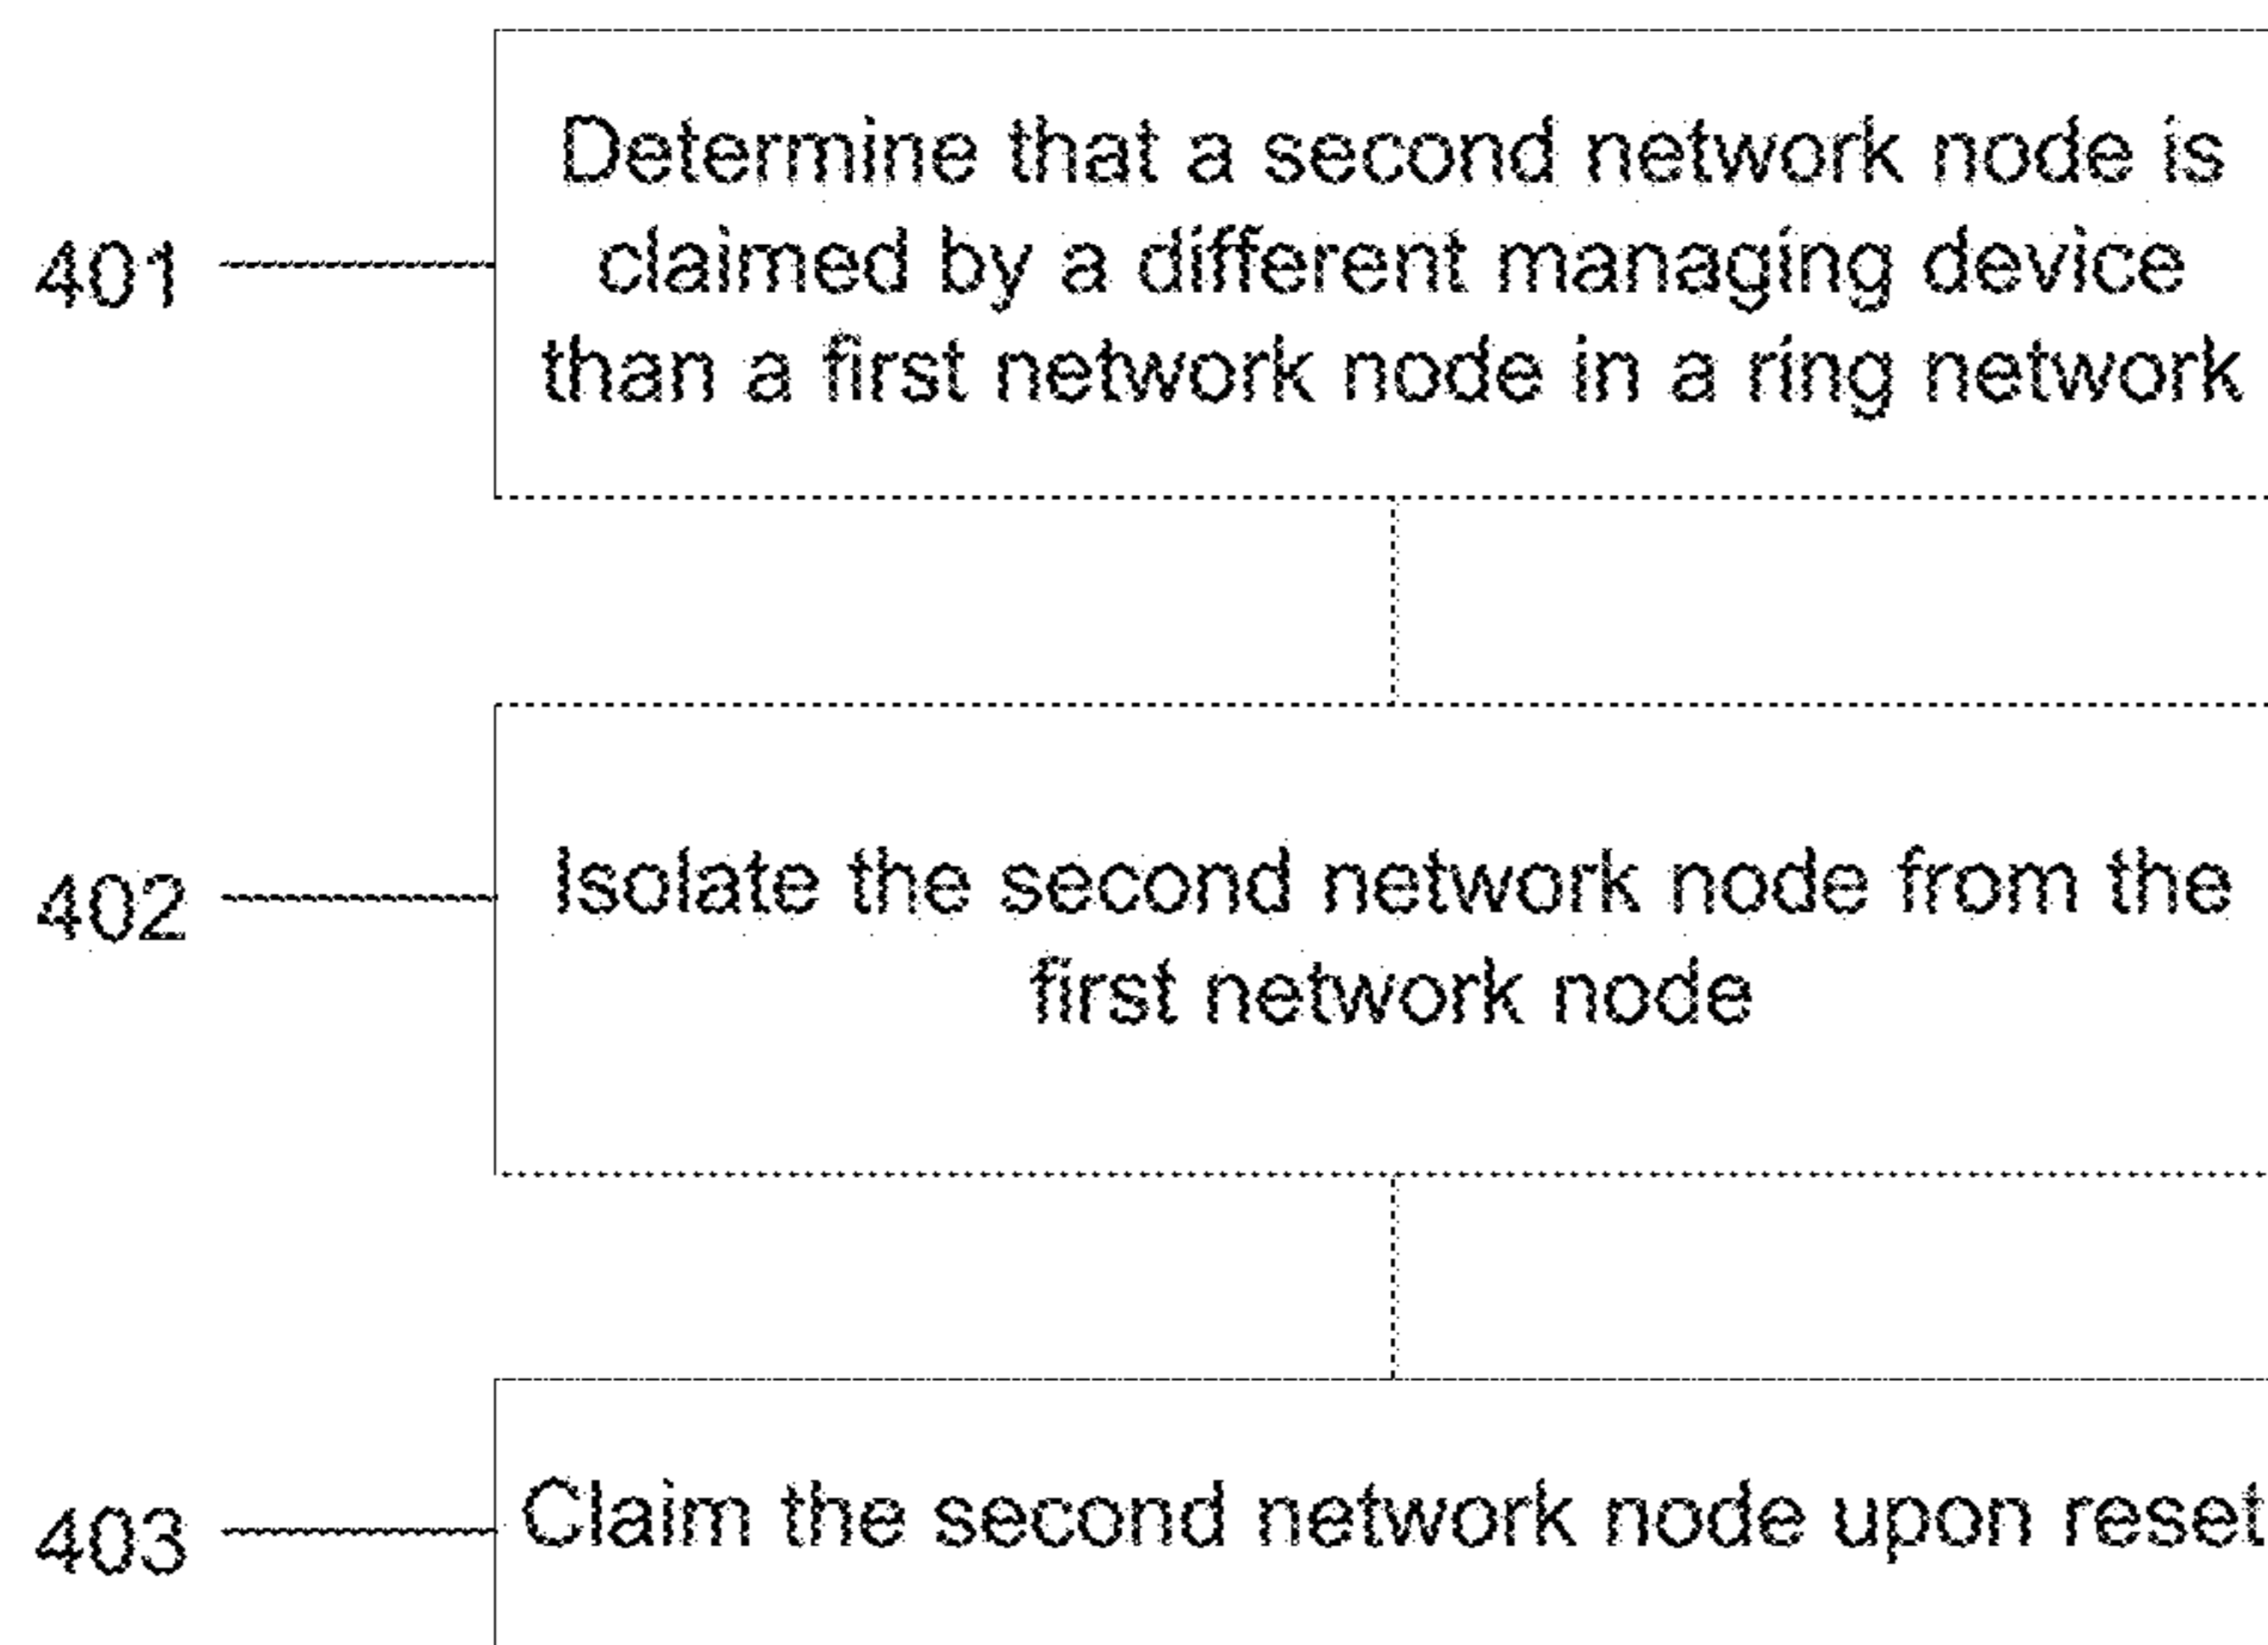 Determine that a second network node is
401
claimed by a different managing device
than a first network node in a ring network
402
Isolate the second network node from the
first network node
403
Claim the second network node upon reset